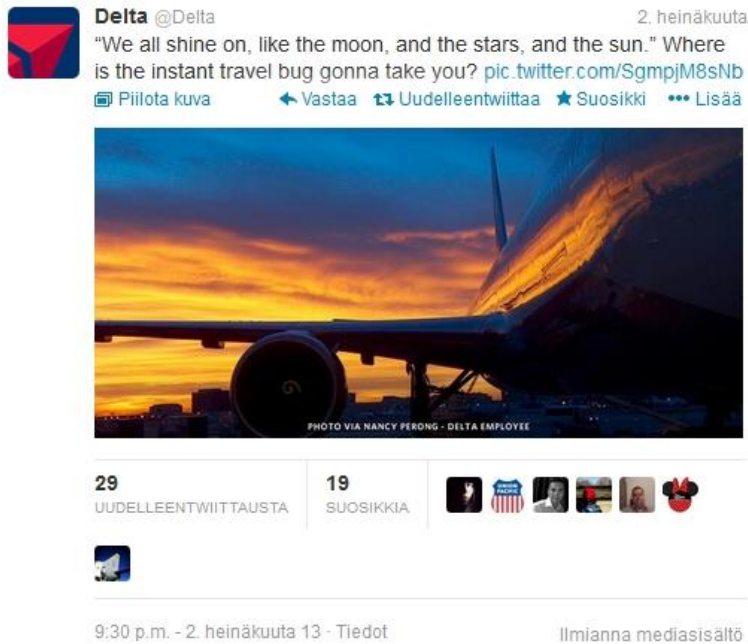 Delta @Delta 2. heinäkuuta
“We all shine on, like the moon, and the stars, and the sun.” Where
is the instant travel bug gonna take you? pic.twitter.com/SgmpjM8sNb
Piilota kuva Vastaa Uudelleentwiittaa Suosikki Lisää
PHOTO VIA NANCY PERONG - DELTA EMPLOYEE
29 19
UUDELLEENTWIITTAUSTA SUOSIKKIA
UNION
PACIFIC
9:30 p.m. - 2. heinäkuuta 13 · Tiedot Ilmianna mediasisältö